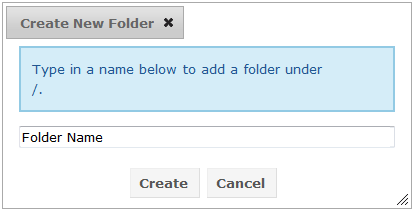 Create New Folder ✖
Type in a name below to add a folder under
/.
Folder Name
Create Cancel